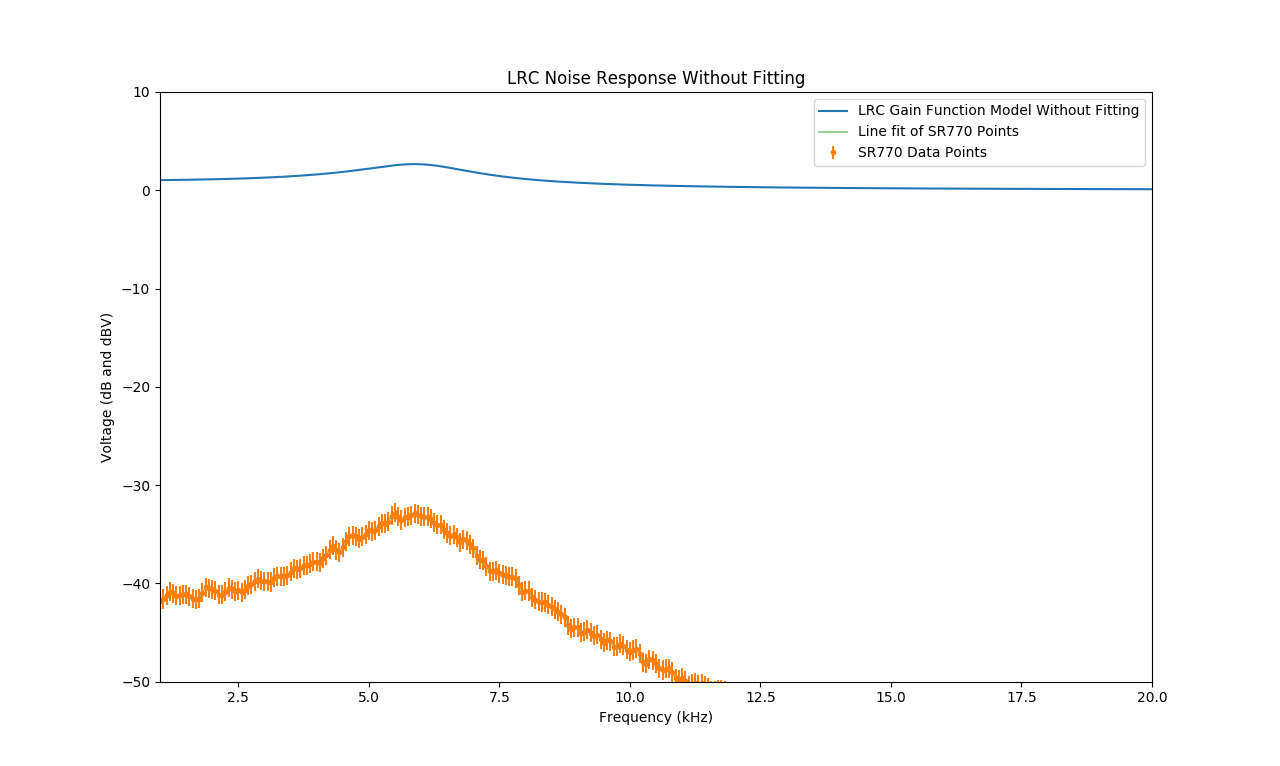 LRC Noise Response Without Fitting
LRC Gain Function Model Without Fitting
Line fit of SR770 Points
SR770 Data Points
Voltage (dB and dBV)
10
0
−10
−20
−30
−40
−50
2.5 5.0 7.5 10.0 12.5 15.0 17.5 20.0
Frequency (kHz)